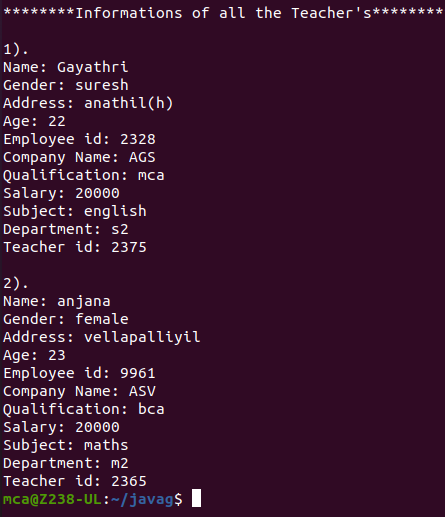 ********Informations of all the Teacher's********
1).
Name: Gayathri
Gender: suresh
Address: anathil(h)
Age: 22
Employee id: 2328
Company Name: AGS
Qualification: mca
Salary: 20000
Subject: english
Department: s2
Teacher id: 2375
2).
Name: anjana
Gender: female
Address: vellapalliyil
Age: 23
Employee id: 9961
Company Name: ASV
Qualification: bca
Salary: 20000
Subject: maths
Department: m2
Teacher id: 2365
mca@Z238-UL:~/javag$